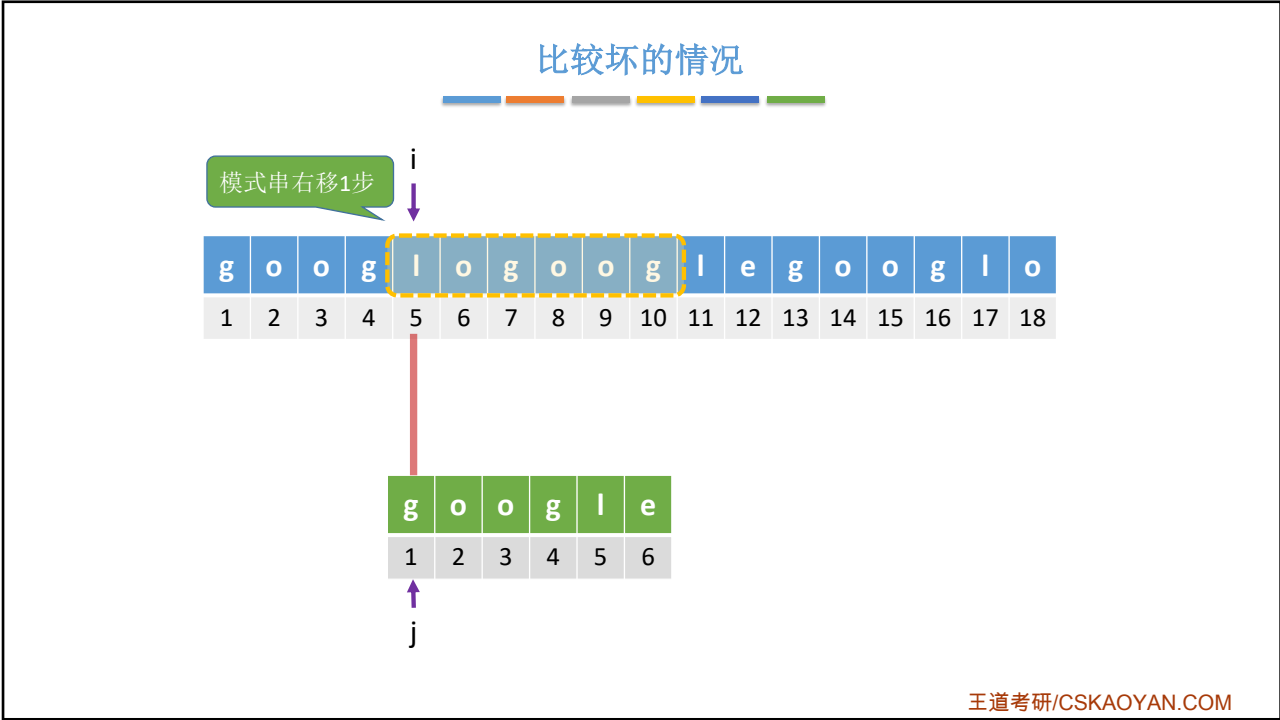 比较坏的情况
i
模式串右移1步
g o o g l o g o o g l e g o o g l o
1 2 3 4 5 6 7 8 9 10 11 12 13 14 15 16 17 18
g o o g l e
1 2 3 4 5 6
j
王道考研/CSKAOYAN.COM